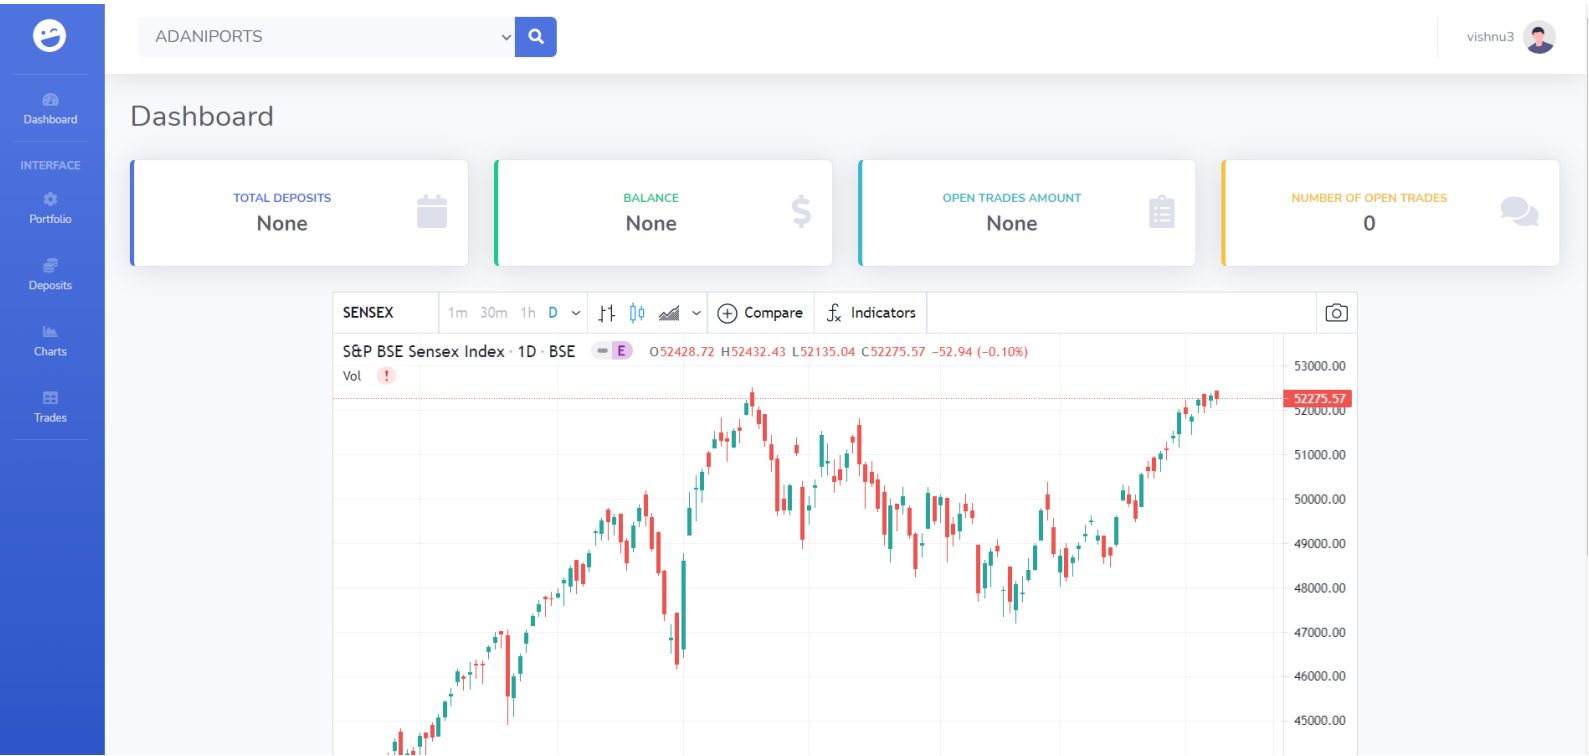 ADANIPORTS
vishnu3
Dashboard
INTERFACE
Portfolio
Deposits
Charts
Trades
Dashboard
TOTAL DEPOSITS
None
BALANCE
None
OPEN TRADES AMOUNT
None
NUMBER OF OPEN TRADES
0
SENSEX 1m 30m 1h D Compare Indicators
S&P BSE Sensex Index · 1D · BSE E O52428.72 H52432.43 L52135.04 C52275.57 −52.94 (−0.10%)
Vol !
53000.00
52275.57
52000.00
51000.00
50000.00
49000.00
48000.00
47000.00
46000.00
45000.00